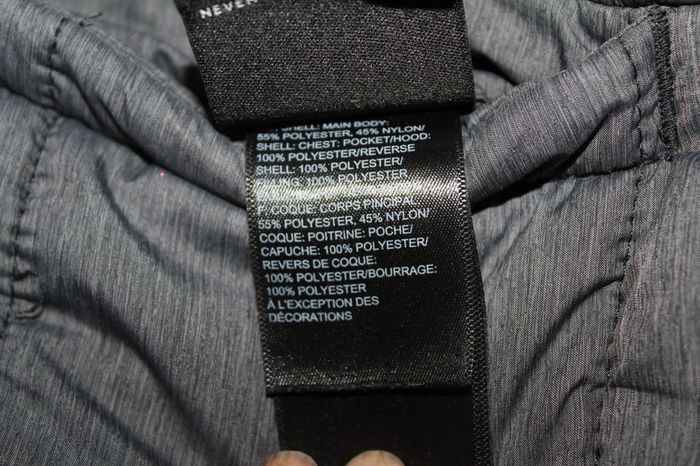 NEVER
SHELL: MAIN BODY:
55% POLYESTER, 45% NYLON/
SHELL: CHEST: POCKET/HOOD:
100% POLYESTER/REVERSE
SHELL: 100% POLYESTER/
100% POLYESTER
F. COQUE: CORPS PINCIPAL
55% POLYESTER, 45% NYLON/
COQUE: POITRINE: POCHE/
CAPUCHE: 100% POLYESTER/
REVERS DE COQUE:
100% POLYESTER/BOURRAGE:
100% POLYESTER
À L'EXCEPTION DES
DÉCORATIONS